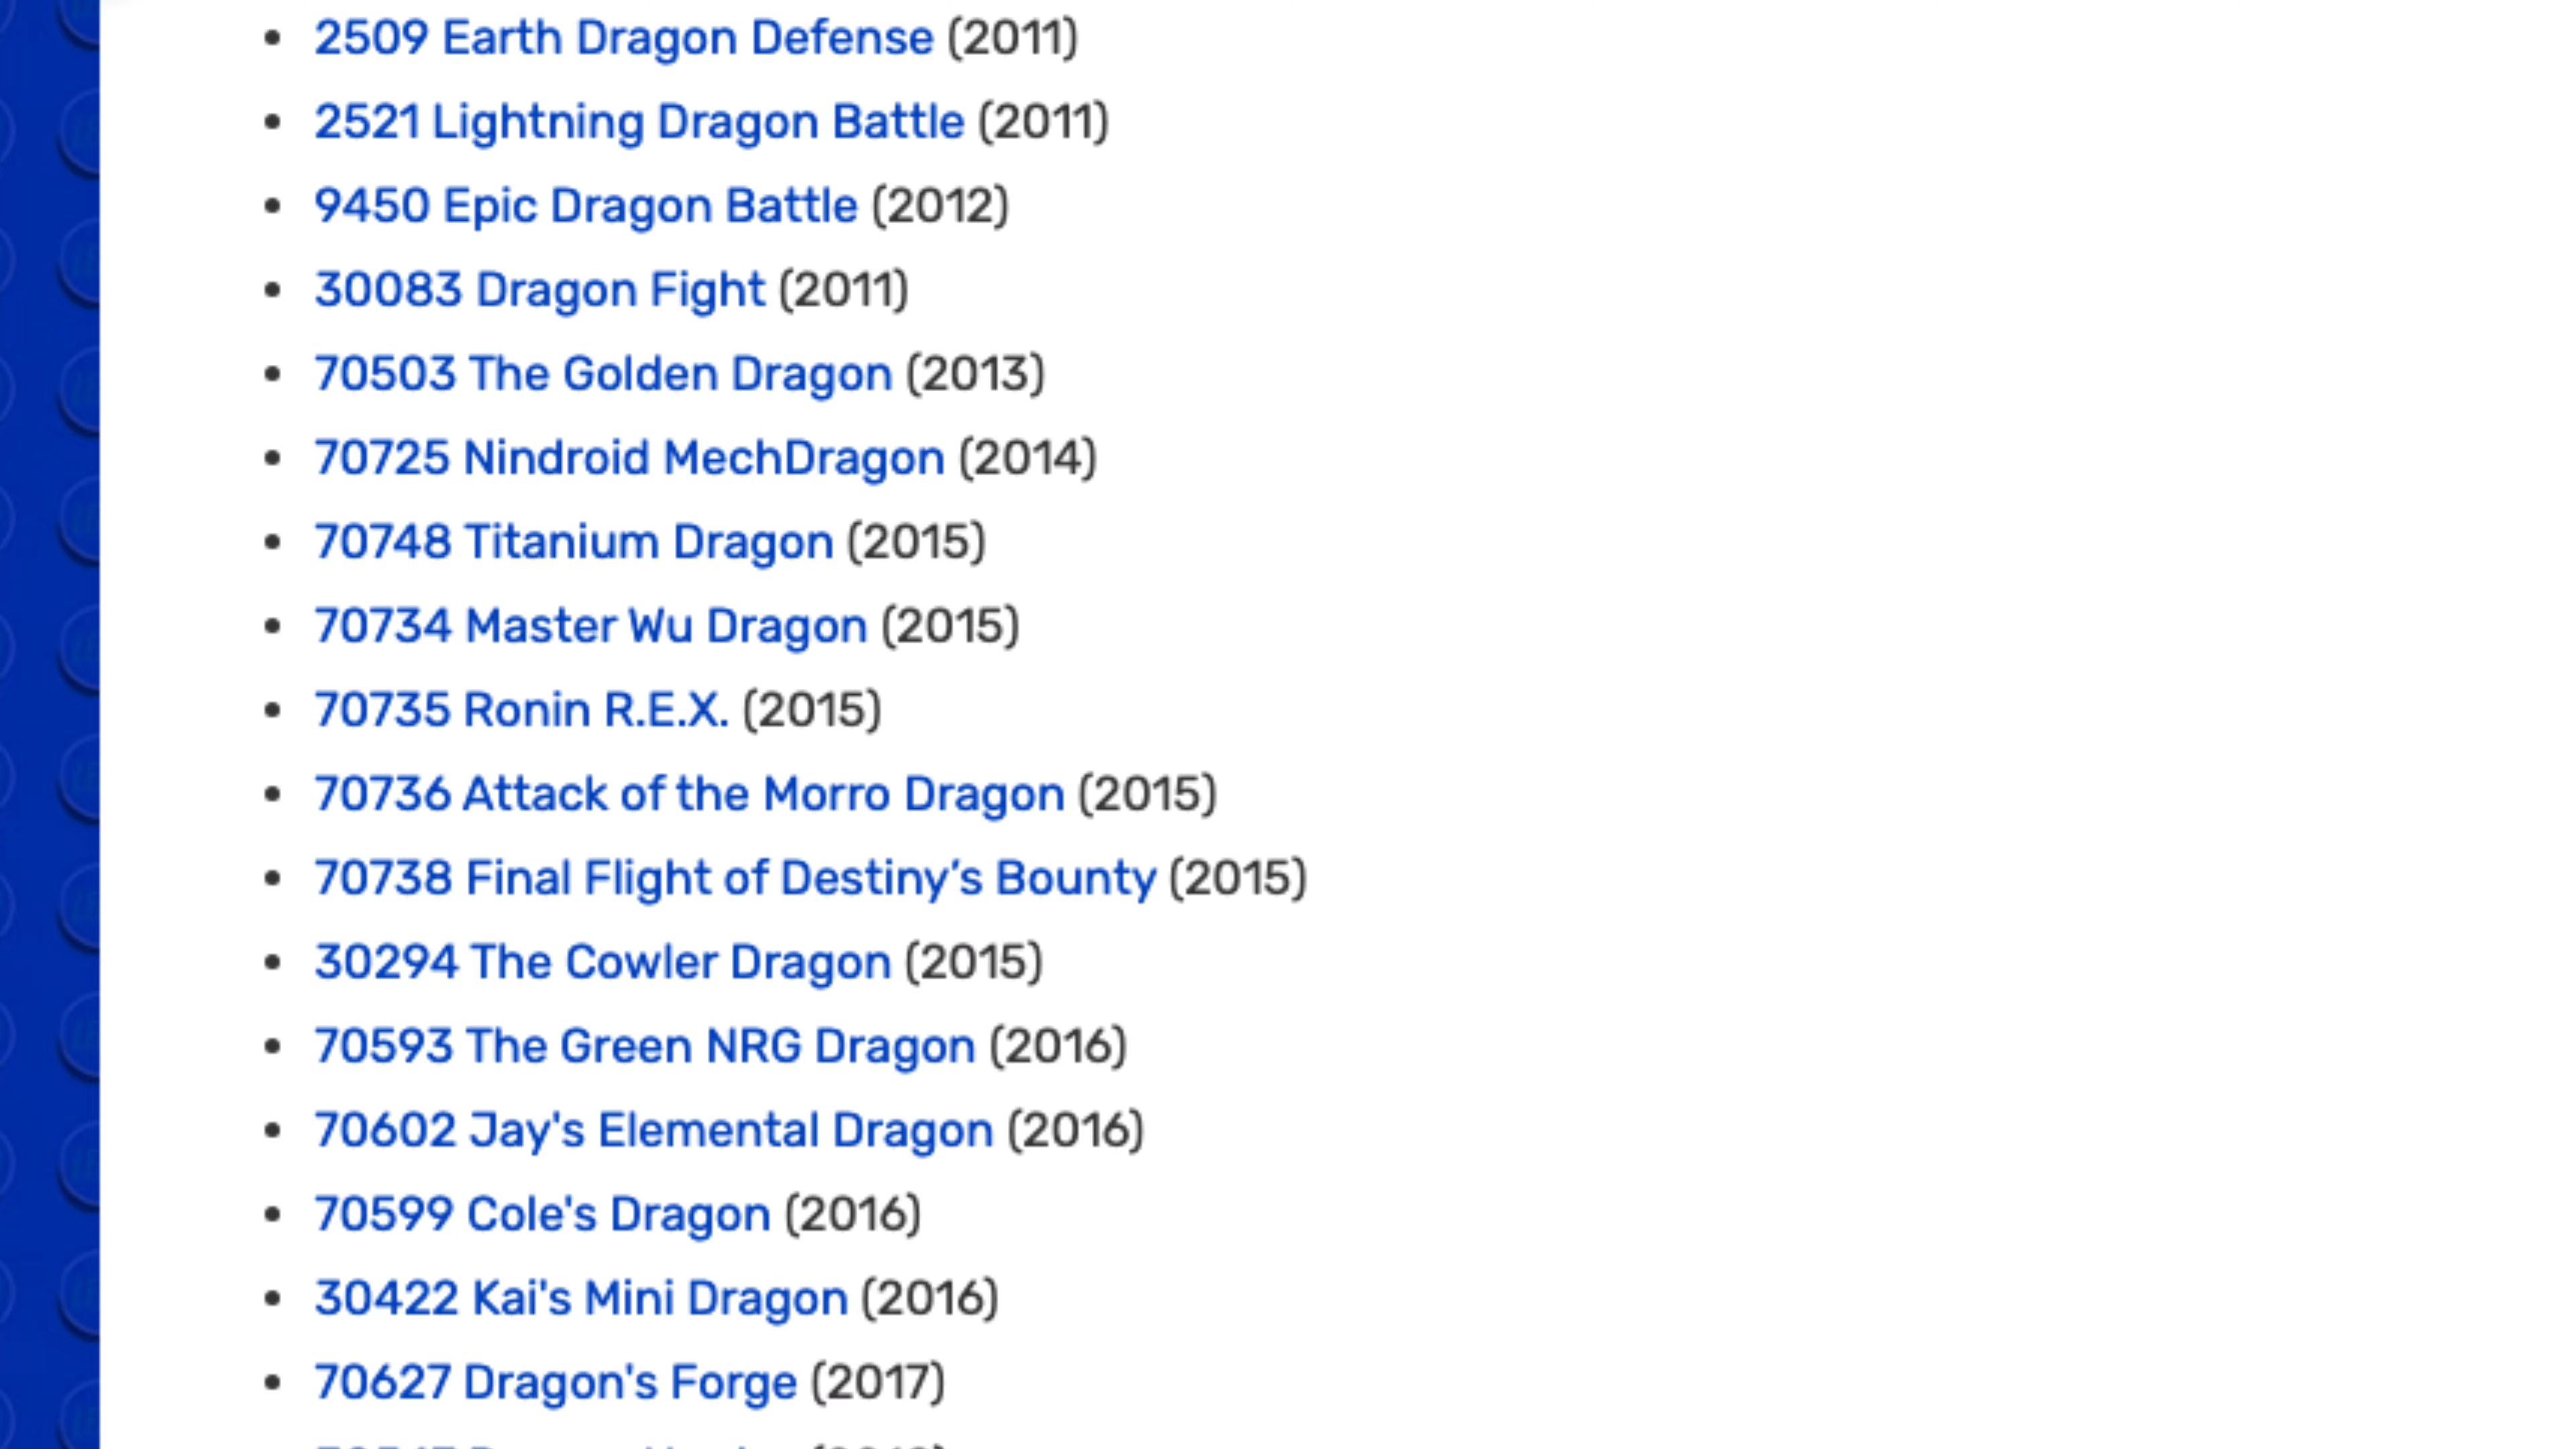 2509 Earth Dragon Defense (2011)
2521 Lightning Dragon Battle (2011)
9450 Epic Dragon Battle (2012)
30083 Dragon Fight (2011)
70503 The Golden Dragon (2013)
70725 Nindroid MechDragon (2014)
70748 Titanium Dragon (2015)
70734 Master Wu Dragon (2015)
70735 Ronin R.E.X. (2015)
70736 Attack of the Morro Dragon (2015)
70738 Final Flight of Destiny’s Bounty (2015)
30294 The Cowler Dragon (2015)
70593 The Green NRG Dragon (2016)
70602 Jay's Elemental Dragon (2016)
70599 Cole's Dragon (2016)
30422 Kai's Mini Dragon (2016)
70627 Dragon's Forge (2017)